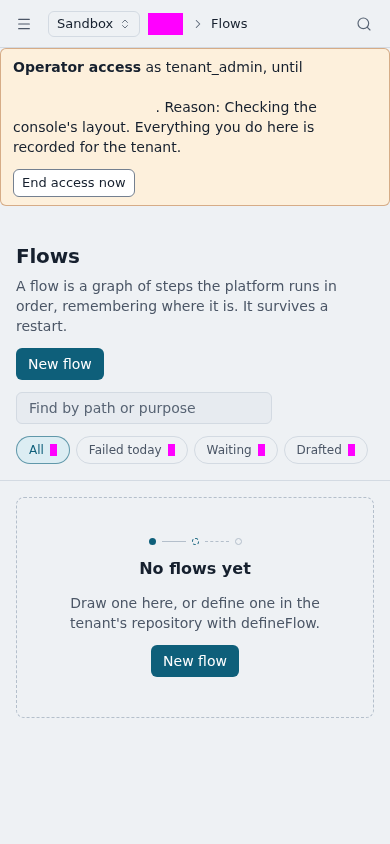 Sandbox
Flows
Operator access as tenant_admin, until
. Reason: Checking the
console's layout. Everything you do here is
recorded for the tenant.
End access now
Flows
A flow is a graph of steps the platform runs in
order, remembering where it is. It survives a
restart.
New flow
Find by path or purpose
All
Failed today
Waiting
Drafted
No flows yet
Draw one here, or define one in the
tenant's repository with defineFlow.
New flow